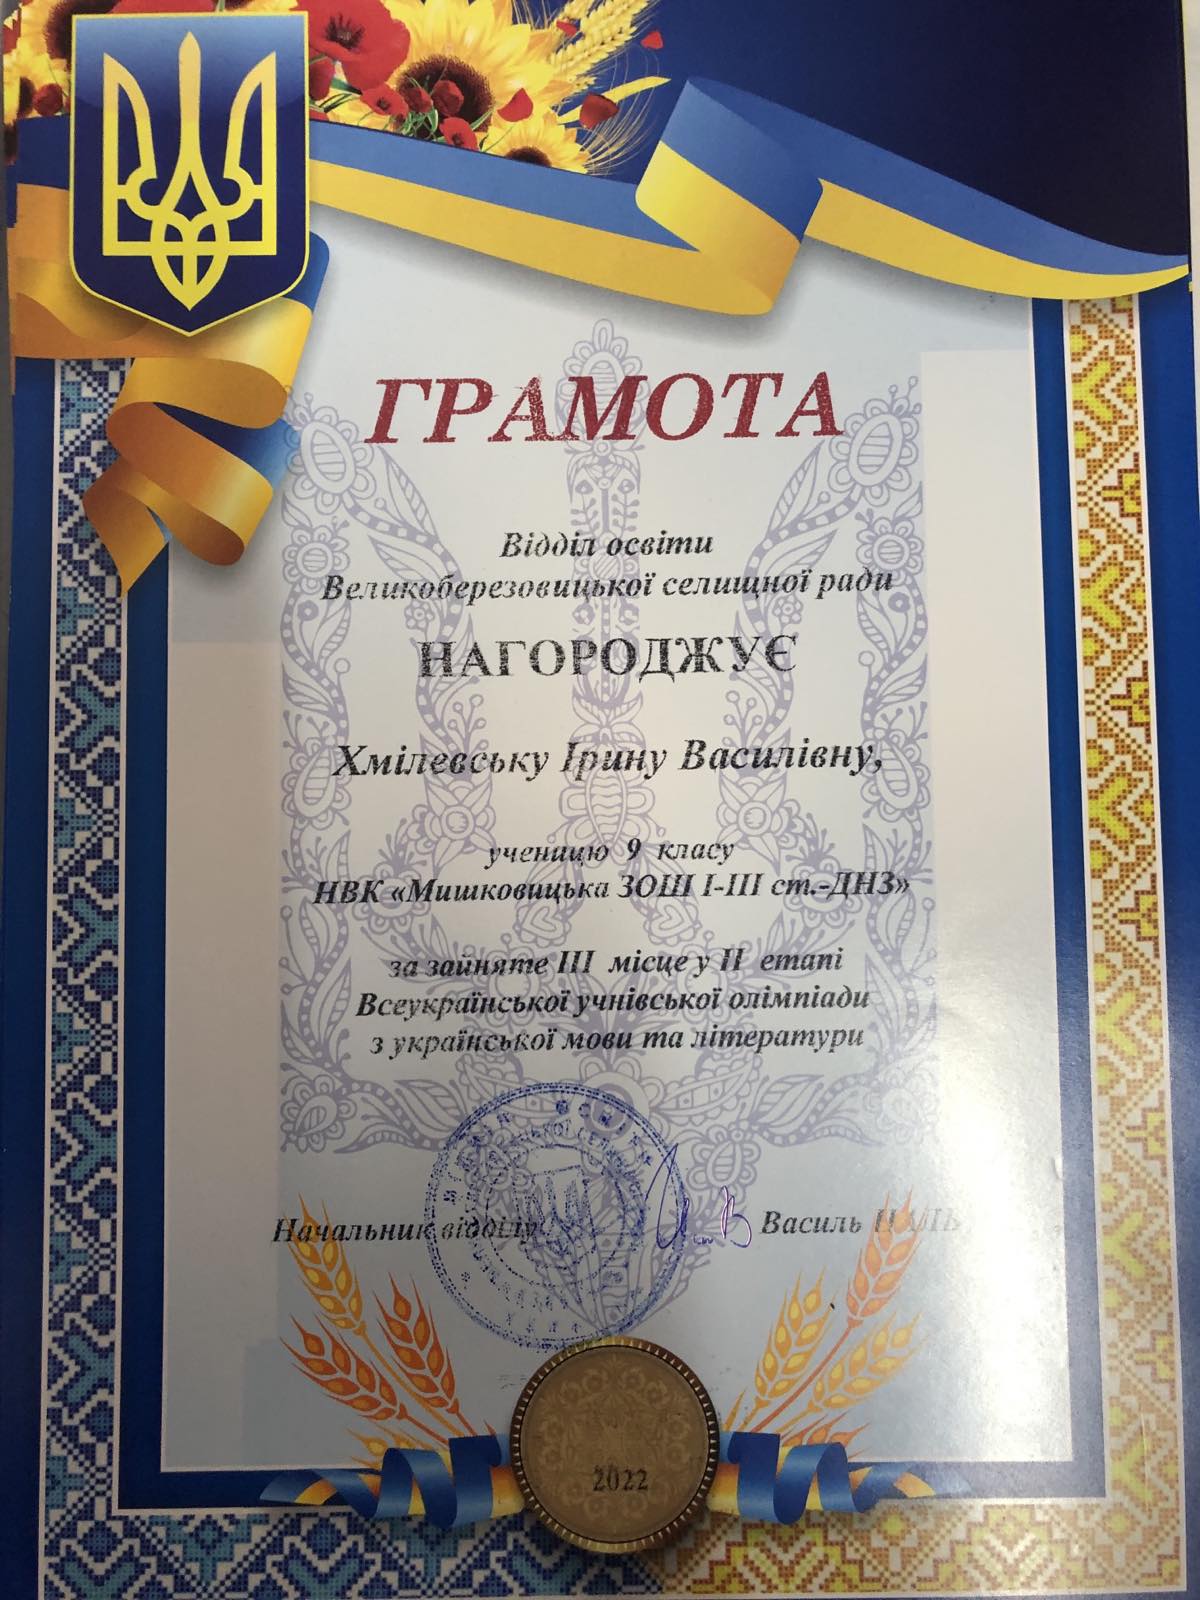 ГРАМОТА
Відділ освіти
Великоберезовицької селищної ради
НАГОРОДЖУЄ
Хмілевську Ірину Василівну,
ученицю 9 класу
НВК «Мишковицька ЗОШ І-ІІІ ст.-ДНЗ»
за зайняте ІІІ місце у ІІ етапі
Всеукраїнської учнівської олімпіади
з української мови та літератури
Начальник відділу Василь
2022